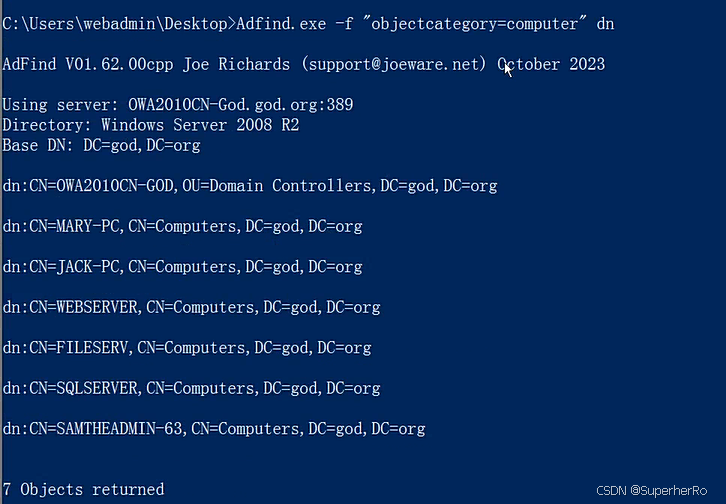 C:\Users\webadmin\Desktop>Adfind.exe -f "objectcategory=computer" dn
AdFind V01.62.00cpp Joe Richards (support@joeware.net) October 2023
Using server: OWA2010CN-God.god.org:389
Directory: Windows Server 2008 R2
Base DN: DC=god,DC=org
dn:CN=OWA2010CN-GOD,OU=Domain Controllers,DC=god,DC=org
dn:CN=MARY-PC,CN=Computers,DC=god,DC=org
dn:CN=JACK-PC,CN=Computers,DC=god,DC=org
dn:CN=WEBSERVER,CN=Computers,DC=god,DC=org
dn:CN=FILESERV,CN=Computers,DC=god,DC=org
dn:CN=SQLSERVER,CN=Computers,DC=god,DC=org
dn:CN=SAMTHEADMIN-63,CN=Computers,DC=god,DC=org
7 Objects returned
CSDN @SuperherRo